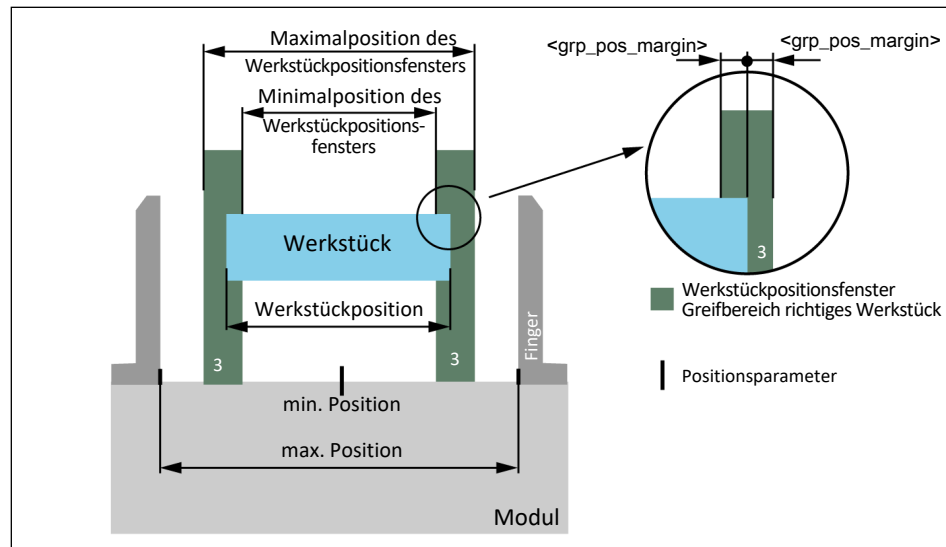 Maximalposition des
Werkstückpositionsfensters
Minimalposition des
Werkstückpositions-
fensters
Werkstück
Werkstückposition
3
3
Finger
min. Position
max. Position
Modul
<grp_pos_margin>
<grp_pos_margin>
3
Werkstückpositionsfenster
Greifbereich richtiges Werkstück
Positionsparameter